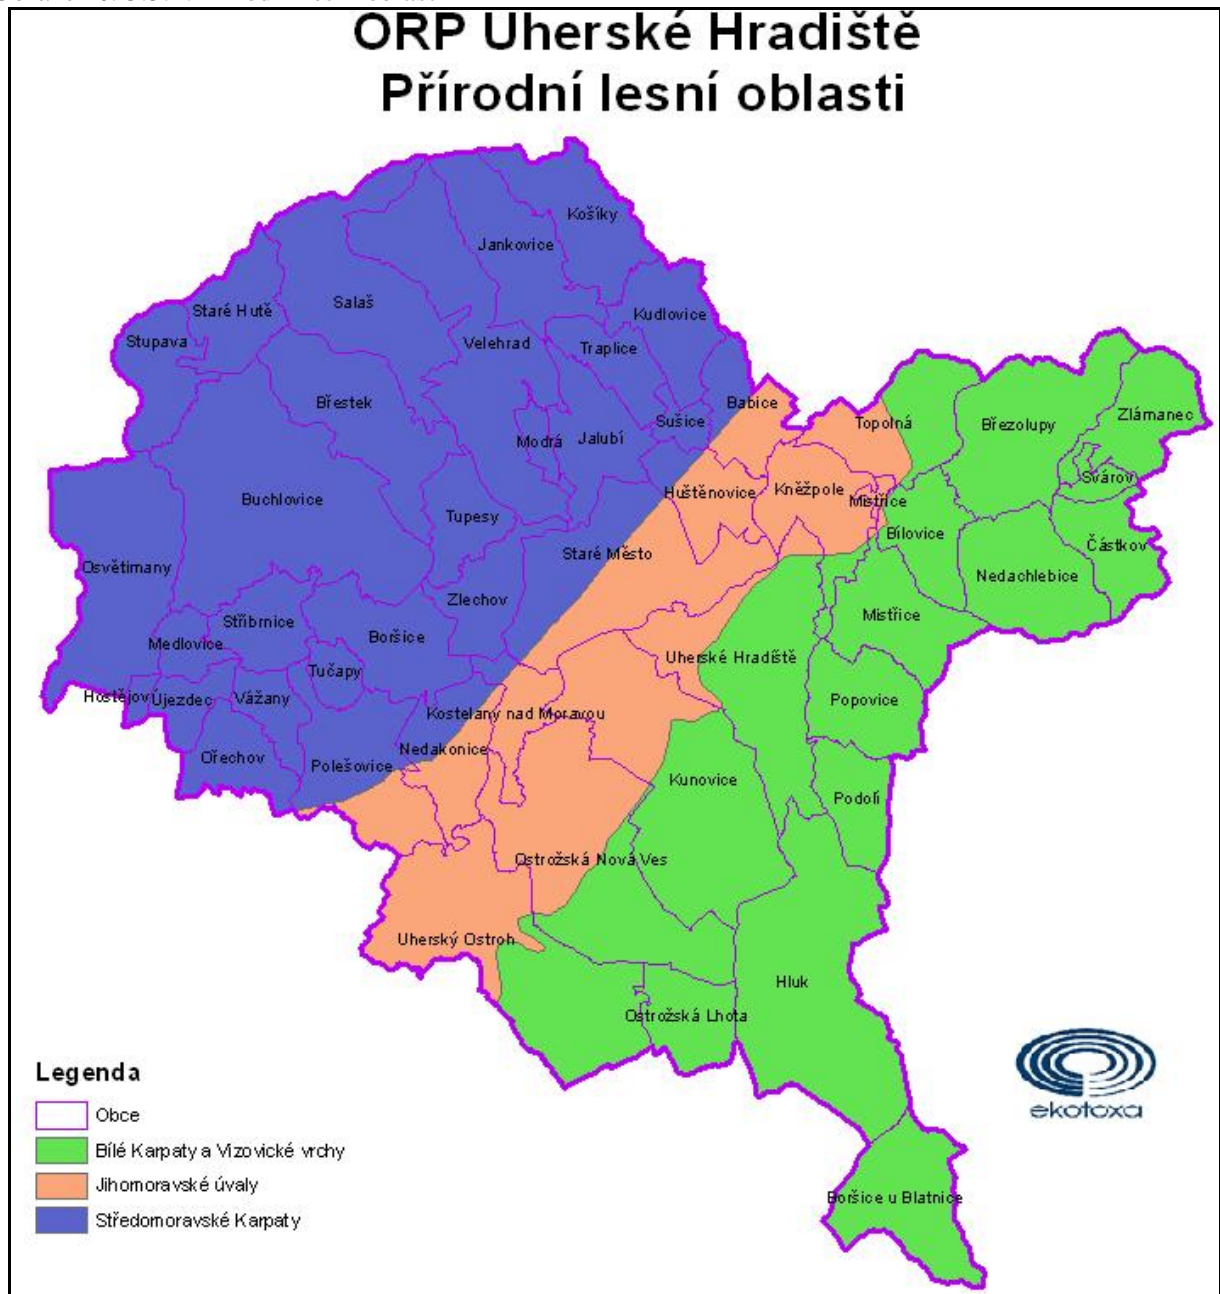 ORP Uherské Hradiště
Přírodní lesní oblasti
Košíky
Jankovice
Salaš
Staré Hutě
Kudlovice
Stupava
Velehrad
Traplice
Břestek
Babice
Zlámanec
Topolná
Březolupy
Sušice
Modrá
Jalubí
Svárov
Huštěnovice
Kněžpole
Mistřice
Buchlovice
Tupesy
Bílovice
Částkov
Staré Město
Osvětimany
Nedachlebice
Zlechov
Mistřice
Stříbrnice
Boršice
Medlovice
Uherské Hradiště
Tučapy
Hostějov
Újezdec
Vážany
Popovice
Kostelany nad Moravou
Nedakonice
Ořechov
Polešovice
Kunovice
Podolí
Ostrožská Nová Ves
Uherský Ostroh
Hluk
Ostrožská Lhota
Boršice u Blatnice
Legenda
Obce
Bílé Karpaty a Vizovické vrchy
Jihomoravské úvaly
Středomoravské Karpaty
ekotoxa